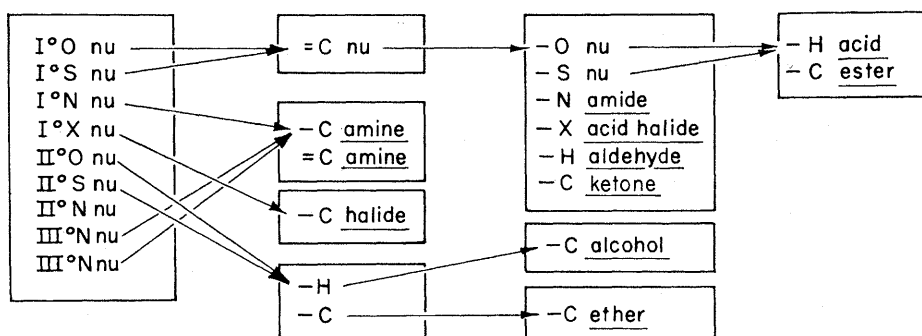 I°O nu
I°S nu
I°N nu
I°X nu
II°O nu
II°S nu
II°N nu
III°N nu
III°N nu
=C nu
-C amine
=C amine
-C halide
-H
-C
-O nu
-S nu
-N amide
-X acid halide
-H aldehyde
-C ketone
-C alcohol
-C ether
-H acid
-C ester